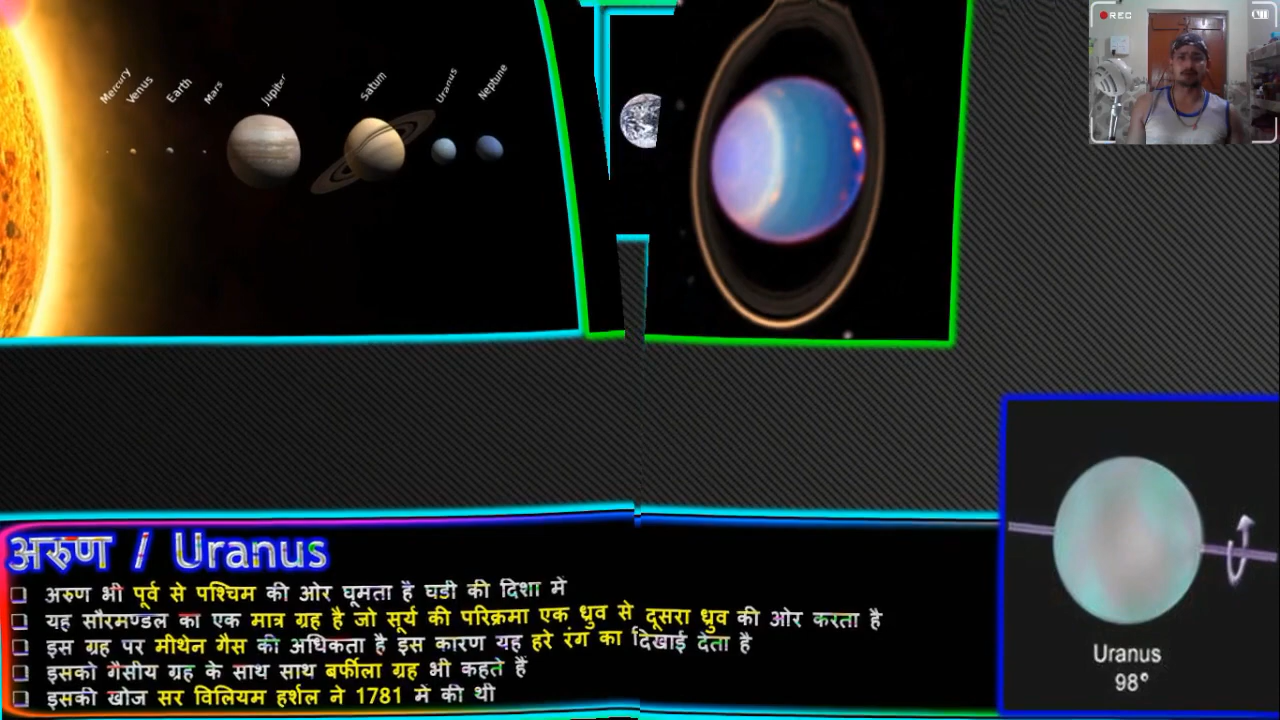 REC
Mercury
Venus
Earth
Mars
Jupiter
Saturn
Uranus
Neptune
अरुण / Uranus
अरुण भी पूर्व से पश्चिम की ओर घूमता है घडी की दिशा में
यह सौरमण्डल का एक मात्र ग्रह है जो सूर्य की परिक्रमा एक ध्रुव से दूसरा ध्रुव की ओर करता है
इस ग्रह पर मीथेन गैस की अधिकता है इस कारण यह हरे रंग का दिखाई देता है
इसको गैसीय ग्रह के साथ साथ बर्फीला ग्रह भी कहते हैं
इसकी खोज सर विलियम हर्शल ने 1781 में की थी
Uranus
98°